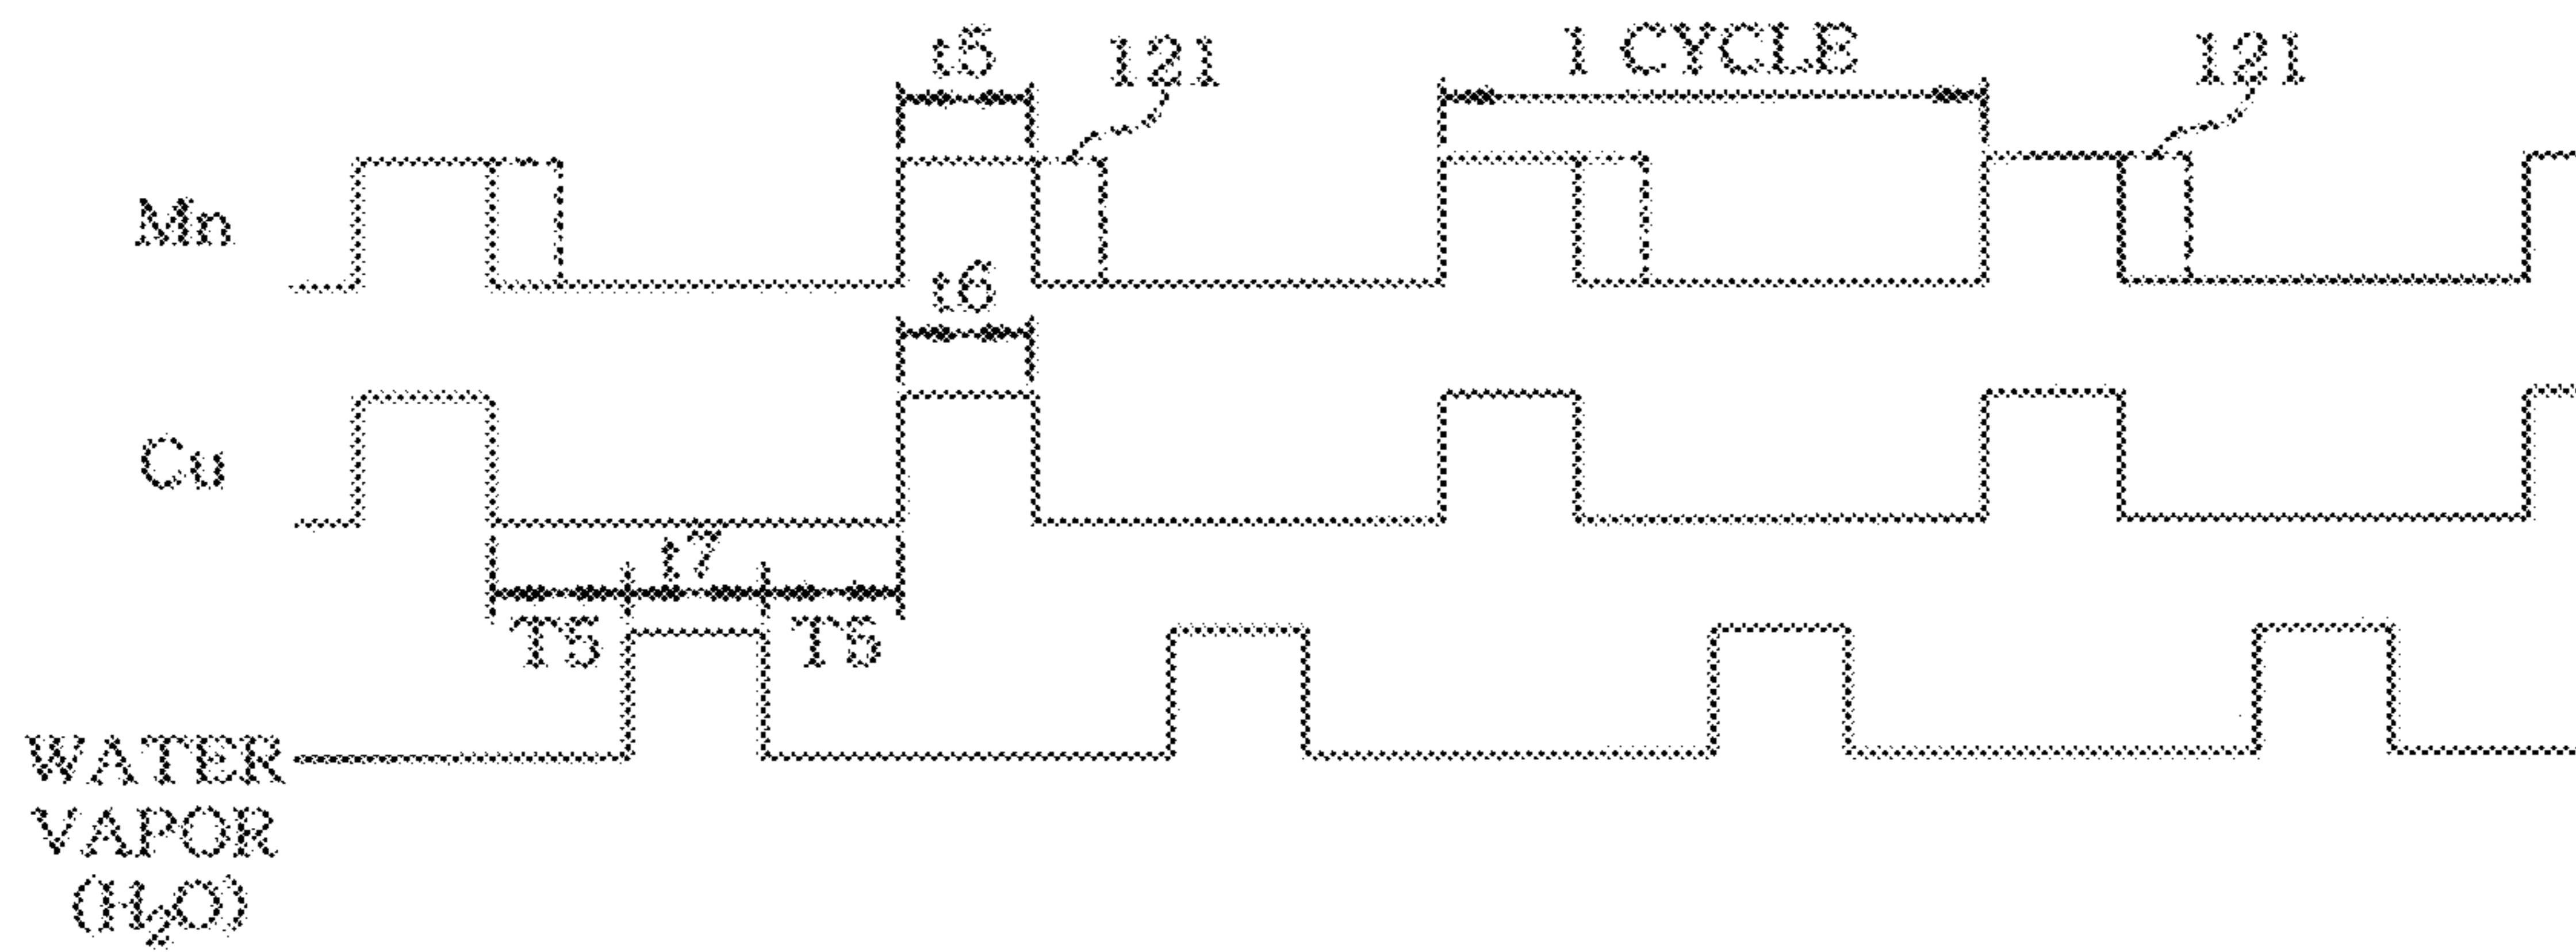 t5
121
1 CYCLE
121
Mn
t6
Cu
t7
T5
T5
WATER
VAPOR
(H₂O)